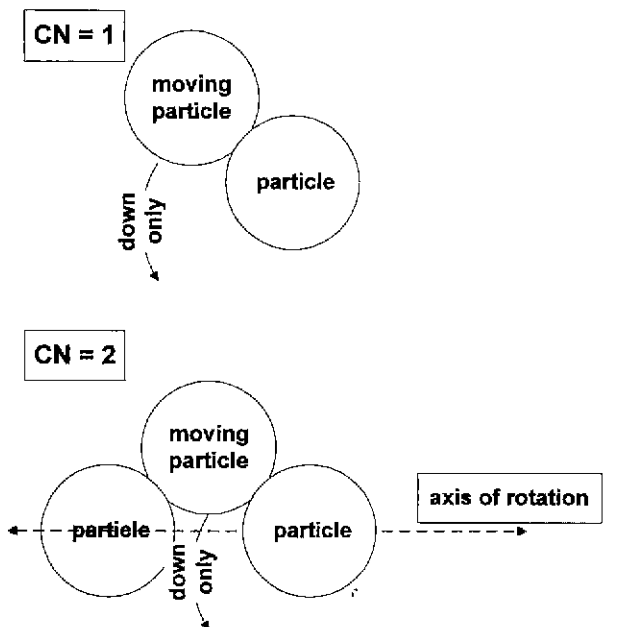 CN = 1
moving
particle
particle
down
only
CN = 2
moving
particle
axis of rotation
particle
particle
down
only